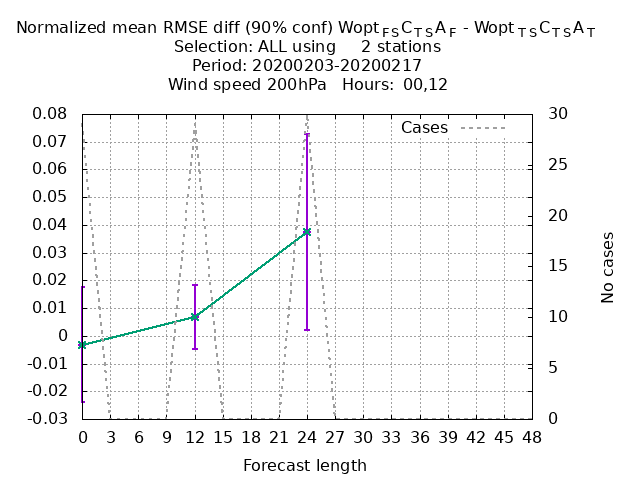 Normalized mean RMSE diff (90% conf) Wopt FS C TS A F - Wopt TS C TS A T
Selection: ALL using 2 stations
Period: 20200203-20200217
Wind speed 200hPa Hours: 00,12
Cases
0.08
0.07
0.06
0.05
0.04
0.03
0.02
0.01
0
-0.01
-0.02
-0.03
30
25
20
15
10
5
0
No cases
0 3 6 9 12 15 18 21 24 27 30 33 36 39 42 45 48
Forecast length